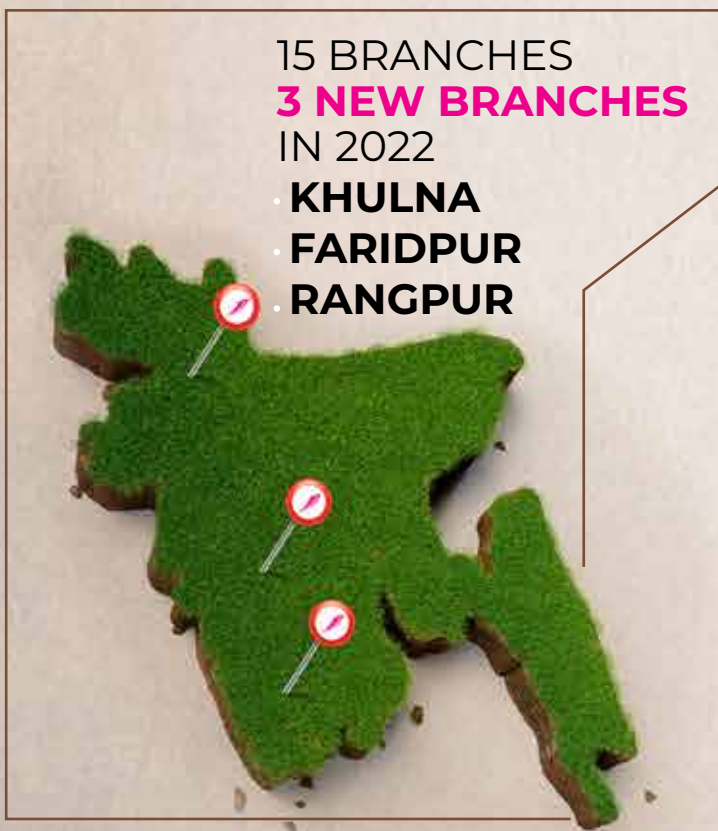 15 BRANCHES
3 NEW BRANCHES
IN 2022
· KHULNA
· FARIDPUR
· RANGPUR